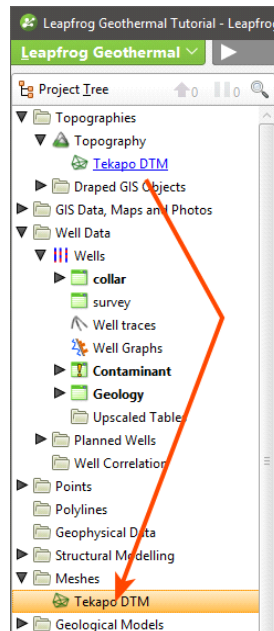 Leapfrog Geothermal Tutorial - Leapfro
Leapfrog Geothermal
Project Tree
0
0
Topographies
Topography
Tekapo DTM
Draped GIS Objects
GIS Data, Maps and Photos
Well Data
Wells
collar
survey
Well traces
Well Graphs
Contaminant
Geology
Upscaled Tables
Planned Wells
Well Correlation
Points
Polylines
Geophysical Data
Structural Modelling
Meshes
Tekapo DTM
Geological Models